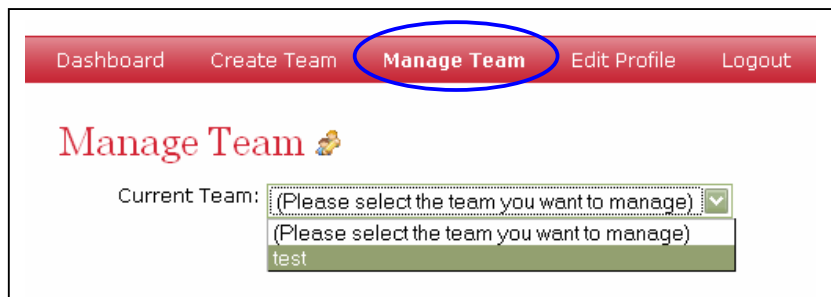 Dashboard Create Team Manage Team Edit Profile Logout
Manage Team
Current Team: (Please select the team you want to manage)
(Please select the team you want to manage)
test